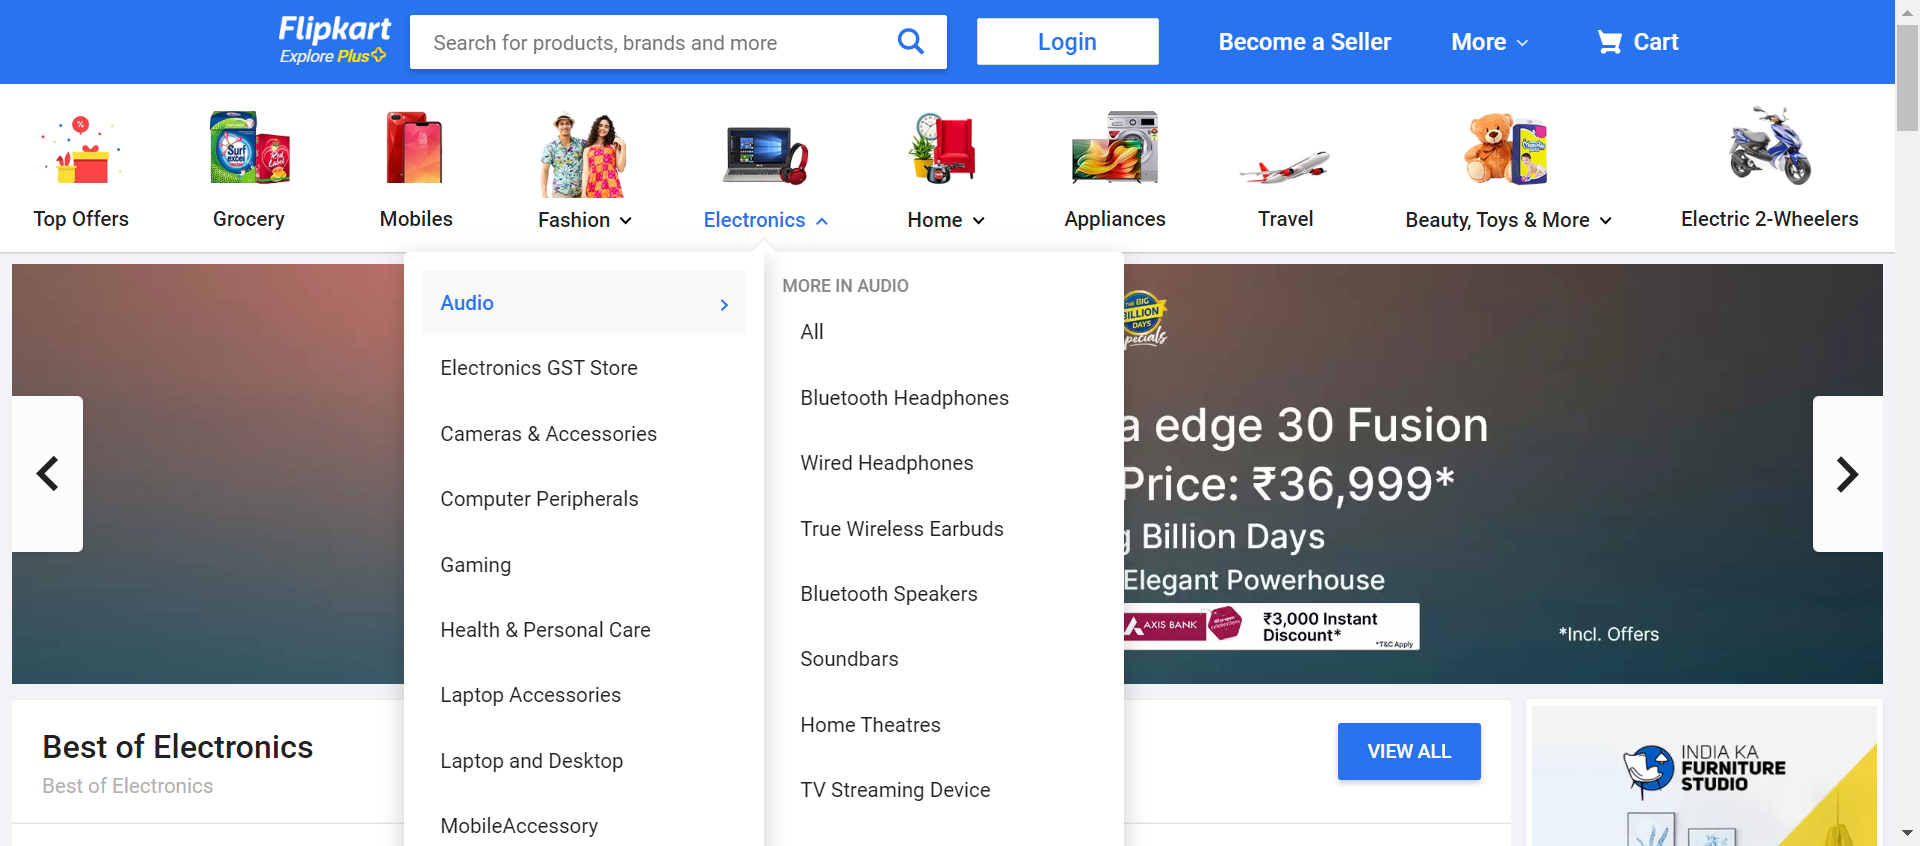 Flipkart
Explore Plus
Search for products, brands and more
Login
Become a Seller
More
Cart
%
Surf excel
Red Label
Top Offers
Grocery
Mobiles
Fashion
Electronics
Home
Appliances
Travel
Beauty, Toys & More
Electric 2-Wheelers
Audio
Electronics GST Store
Cameras & Accessories
Computer Peripherals
Gaming
Health & Personal Care
Laptop Accessories
Laptop and Desktop
MobileAccessory
MORE IN AUDIO
All
Bluetooth Headphones
Wired Headphones
True Wireless Earbuds
Bluetooth Speakers
Soundbars
Home Theatres
TV Streaming Device
THE BIG
BILLION
DAYS
pecials
a edge 30 Fusion
Price: ₹36,999*
g Billion Days
Elegant Powerhouse
AXIS BANK
₹3,000 Instant
Discount*
*T&C Apply
*Incl. Offers
Best of Electronics
Best of Electronics
VIEW ALL
INDIA KA
FURNITURE
STUDIO